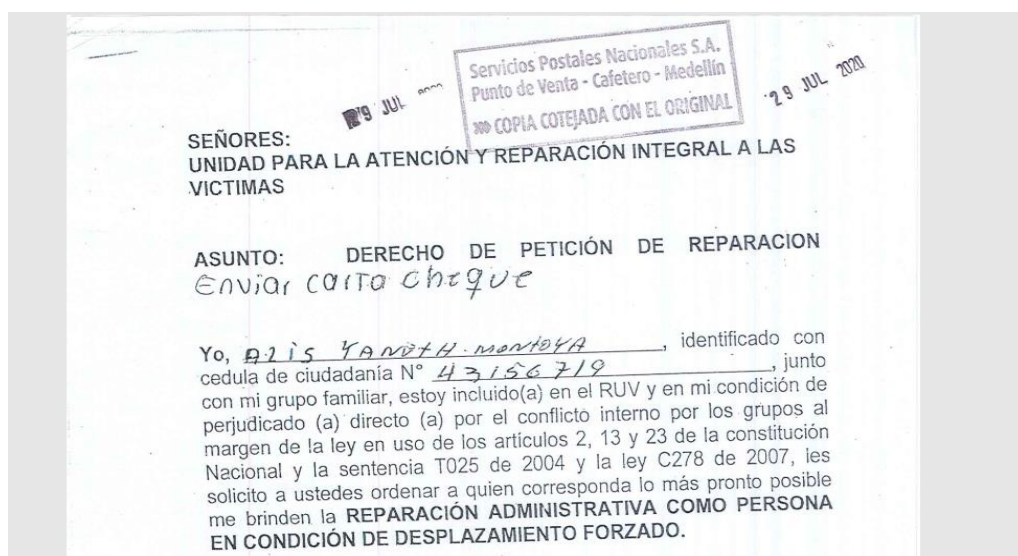 Servicios Postales Nacionales S.A.
Punto de Venta - Cafetero - Medellín
COPIA COTEJADA CON EL ORIGINAL
29 JUL 2020
SEÑORES:
UNIDAD PARA LA ATENCIÓN Y REPARACIÓN INTEGRAL A LAS
VICTIMAS
ASUNTO: DERECHO DE PETICIÓN DE REPARACION
Enviar carta cheque
Yo, YANETH MONTOYA, identificado con
cedula de ciudadanía N° 43156719, junto
con mi grupo familiar, estoy incluido(a) en el RUV y en mi condición de
perjudicado (a) directo (a) por el conflicto interno por los grupos al
margen de la ley en uso de los articulos 2, 13 y 23 de la constitución
Nacional y la sentencia T025 de 2004 y la ley C278 de 2007, les
solicito a ustedes ordenar a quien corresponda lo más pronto posible
me brinden la REPARACIÓN ADMINISTRATIVA COMO PERSONA
EN CONDICIÓN DE DESPLAZAMIENTO FORZADO.